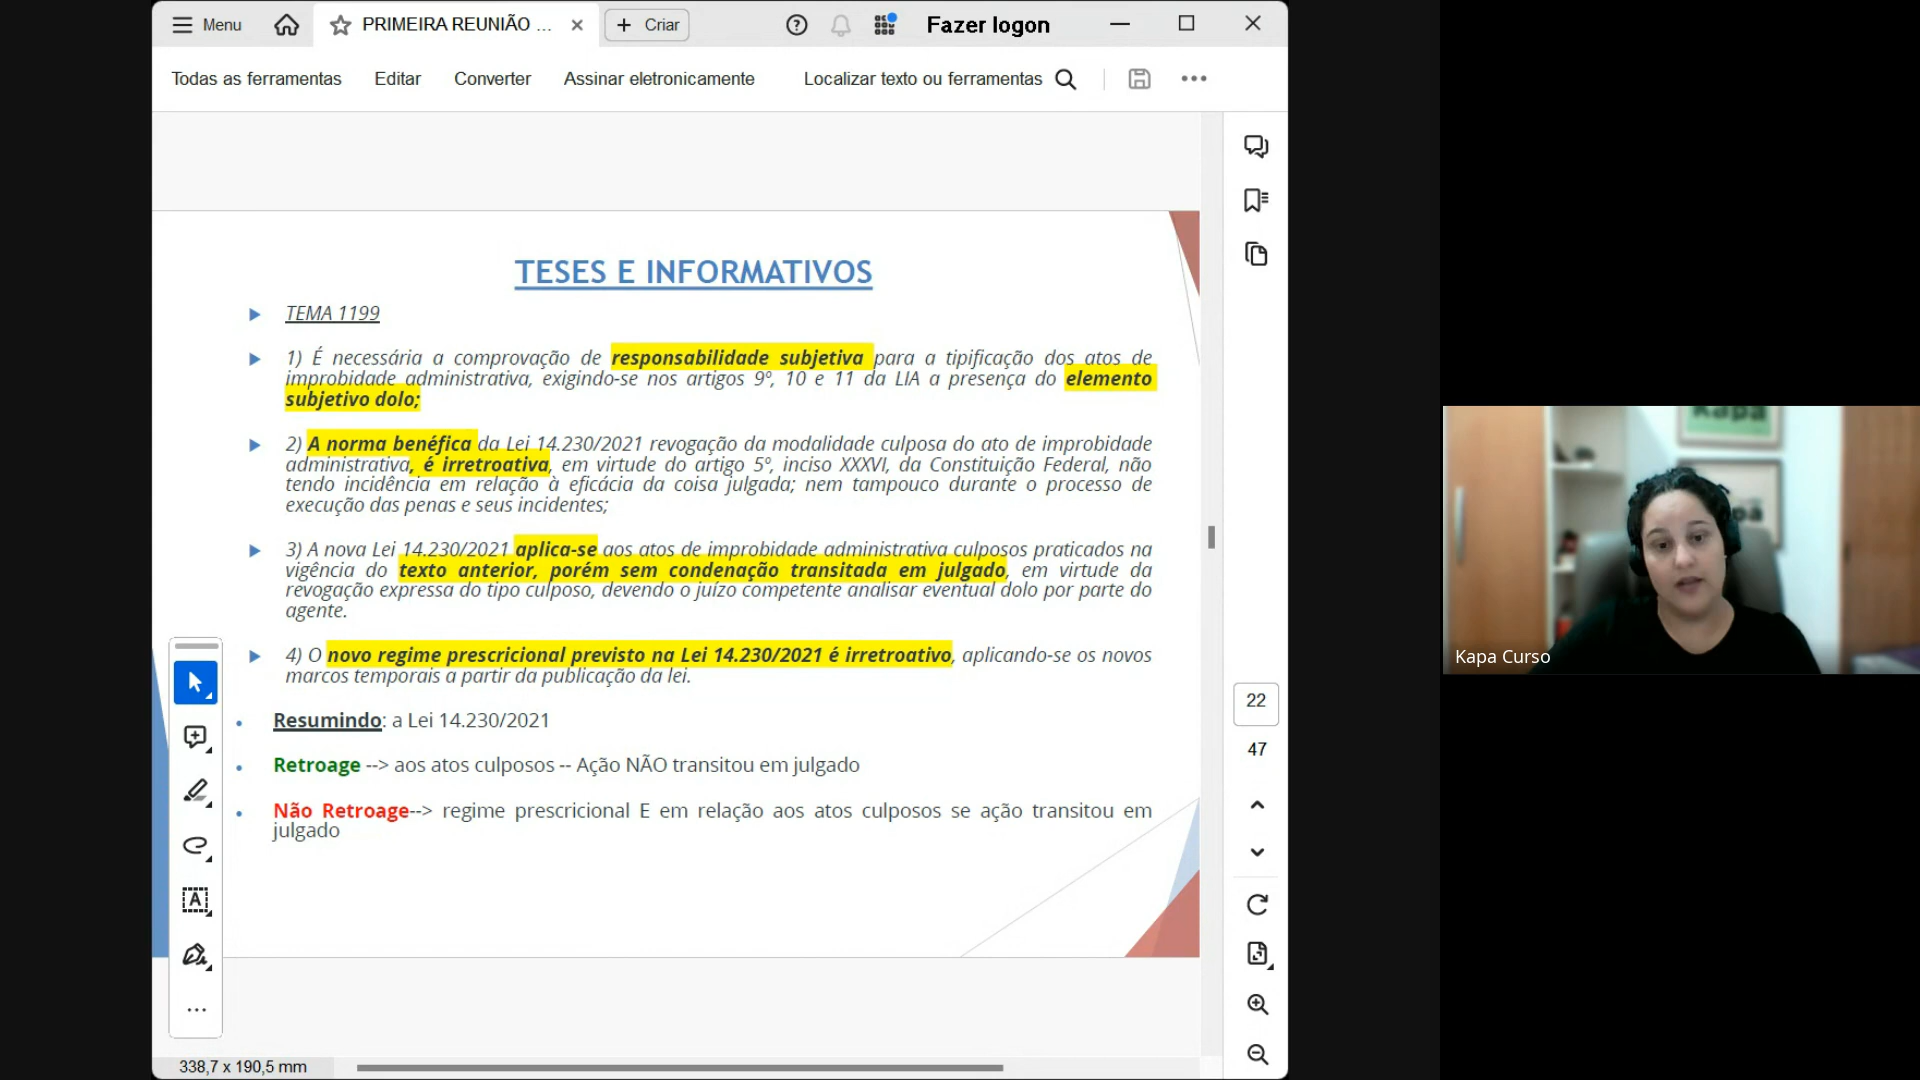 Menu
PRIMEIRA REUNIÃO ...
Criar
Fazer logon
Todas as ferramentas
Editar
Converter
Assinar eletronicamente
Localizar texto ou ferramentas
TESES E INFORMATIVOS
TEMA 1199
1) É necessária a comprovação de responsabilidade subjetiva para a tipificação dos atos de
improbidade administrativa, exigindo-se nos artigos 9º, 10 e 11 da LIA a presença do elemento
subjetivo dolo;
2) A norma benéfica da Lei 14.230/2021 revogação da modalidade culposa do ato de improbidade
administrativa, é irretroativa, em virtude do artigo 5º, inciso XXXVI, da Constituição Federal, não
tendo incidência em relação à eficácia da coisa julgada; nem tampouco durante o processo de
execução das penas e seus incidentes;
3) A nova Lei 14.230/2021 aplica-se aos atos de improbidade administrativa culposos praticados na
vigência do texto anterior, porém sem condenação transitada em julgado, em virtude da
revogação expressa do tipo culposo, devendo o juízo competente analisar eventual dolo por parte do
agente.
4) O novo regime prescricional previsto na Lei 14.230/2021 é irretroativo, aplicando-se os novos
marcos temporais a partir da publicação da lei.
Resumindo: a Lei 14.230/2021
Retroage --> aos atos culposos -- Ação NÃO transitou em julgado
Não Retroage--> regime prescricional E em relação aos atos culposos se ação transitou em
julgado
22
47
338,7 x 190,5 mm
Kapa
Kapa Curso